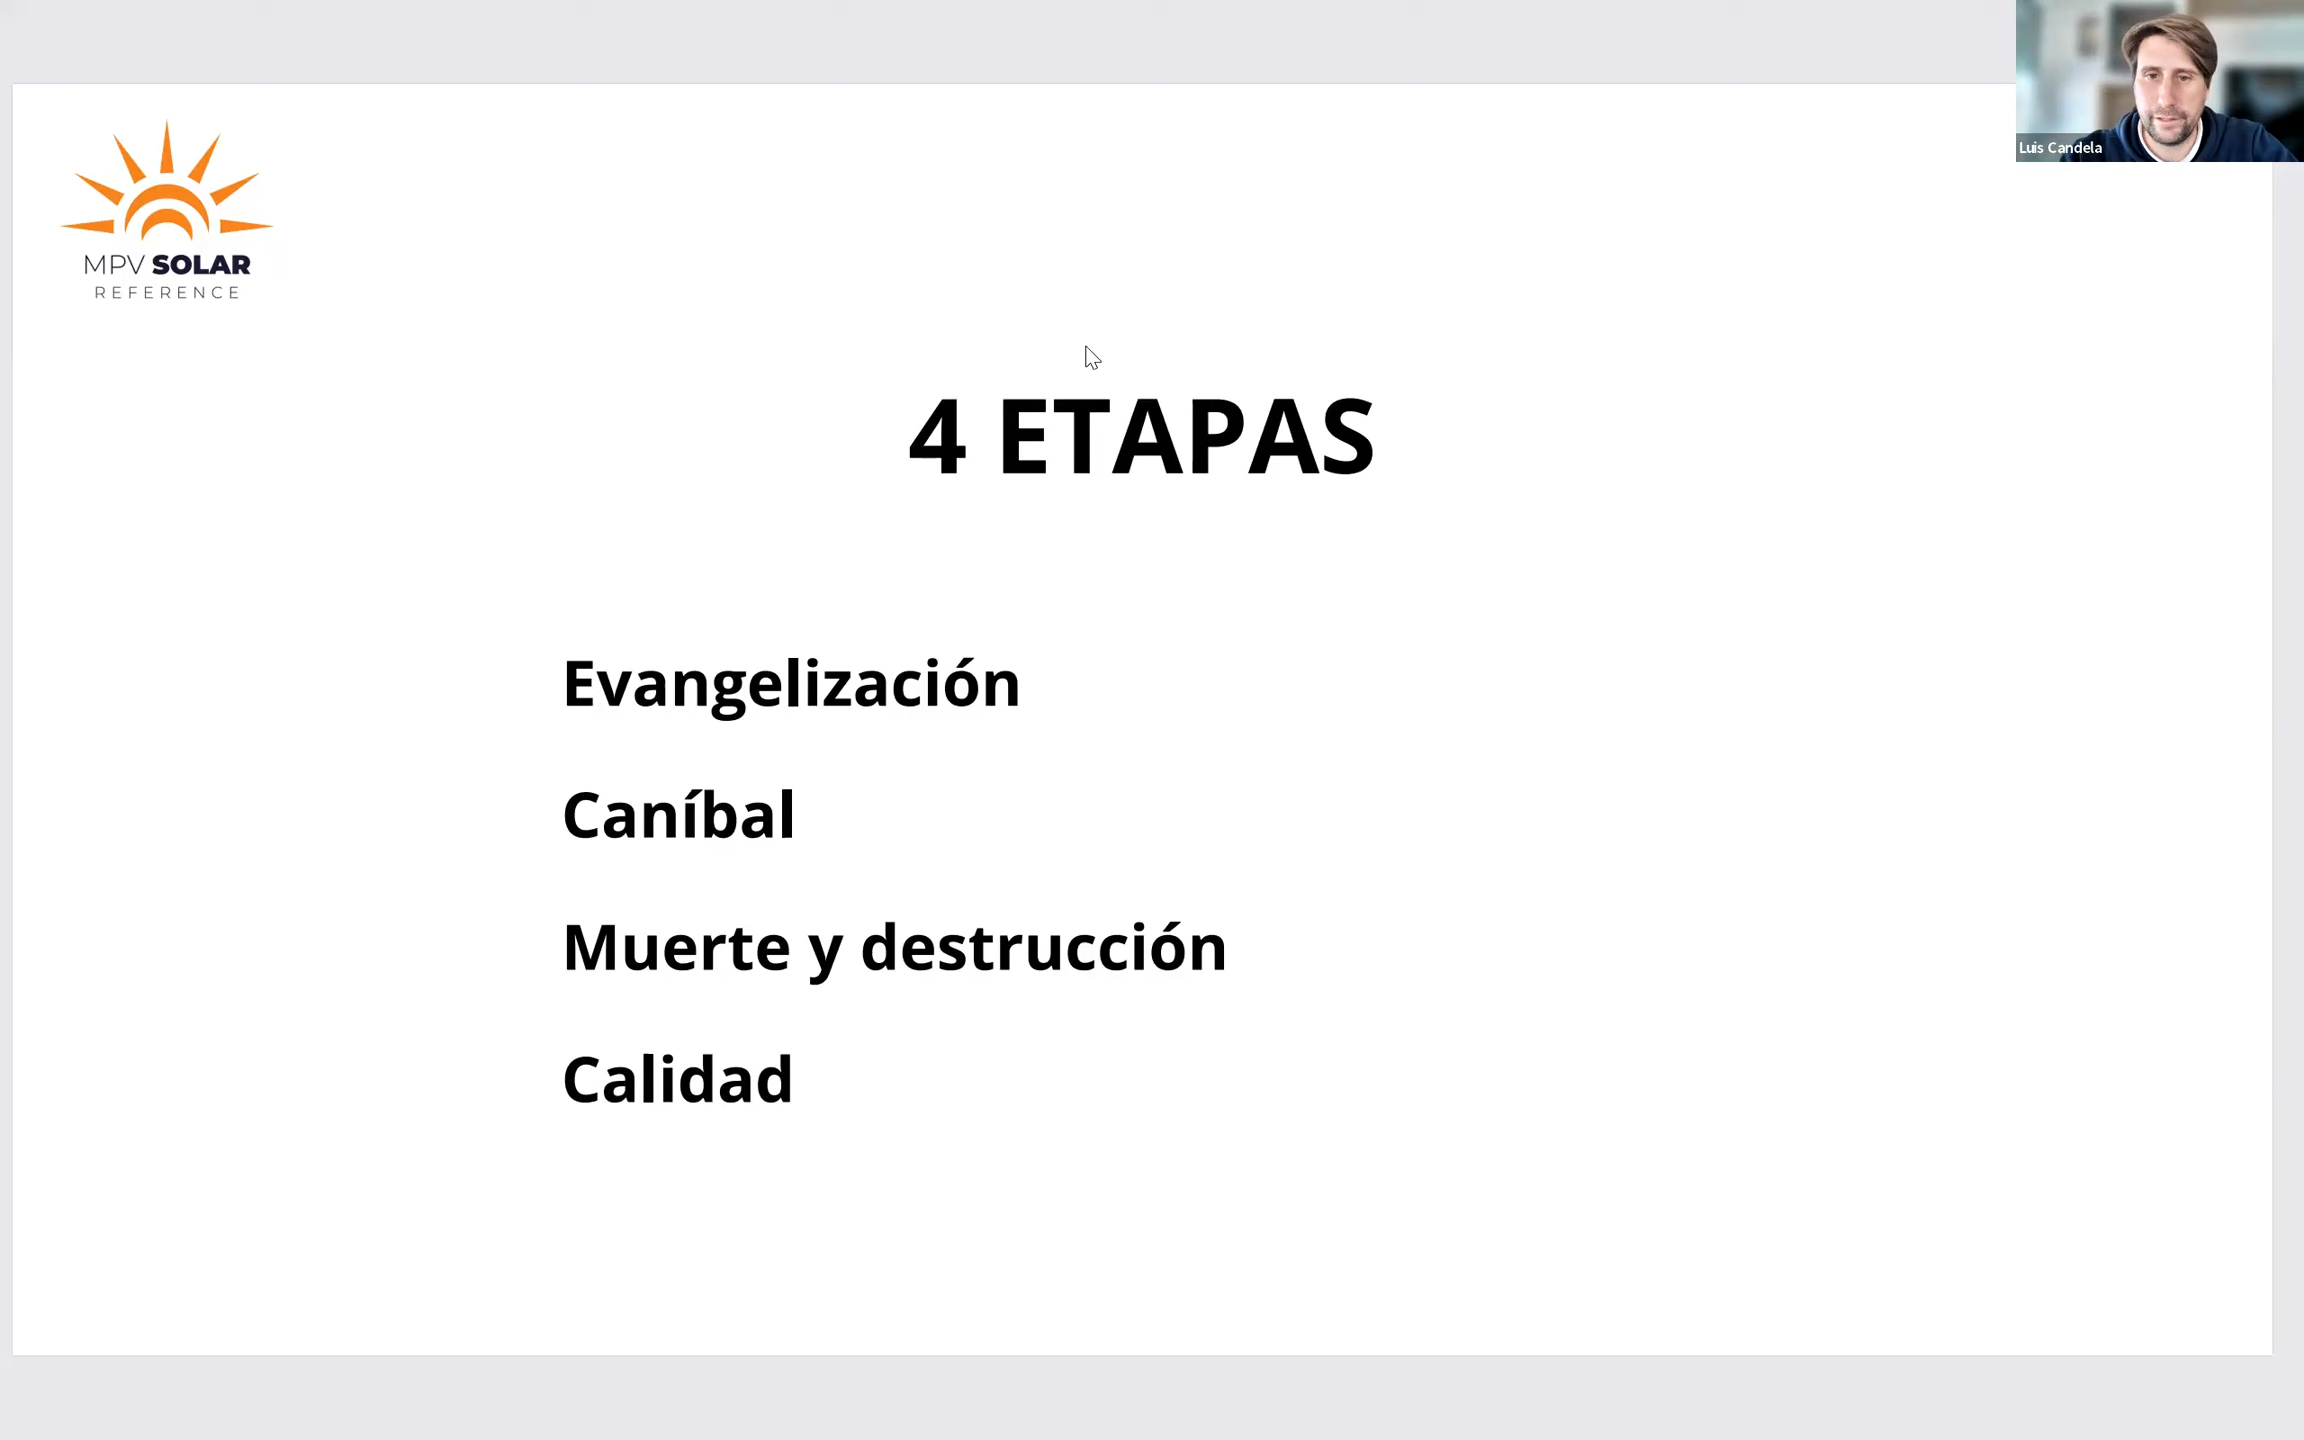 Luis Candela
MPV SOLAR
REFERENCE
4 ETAPAS
Evangelización
Caníbal
Muerte y destrucción
Calidad